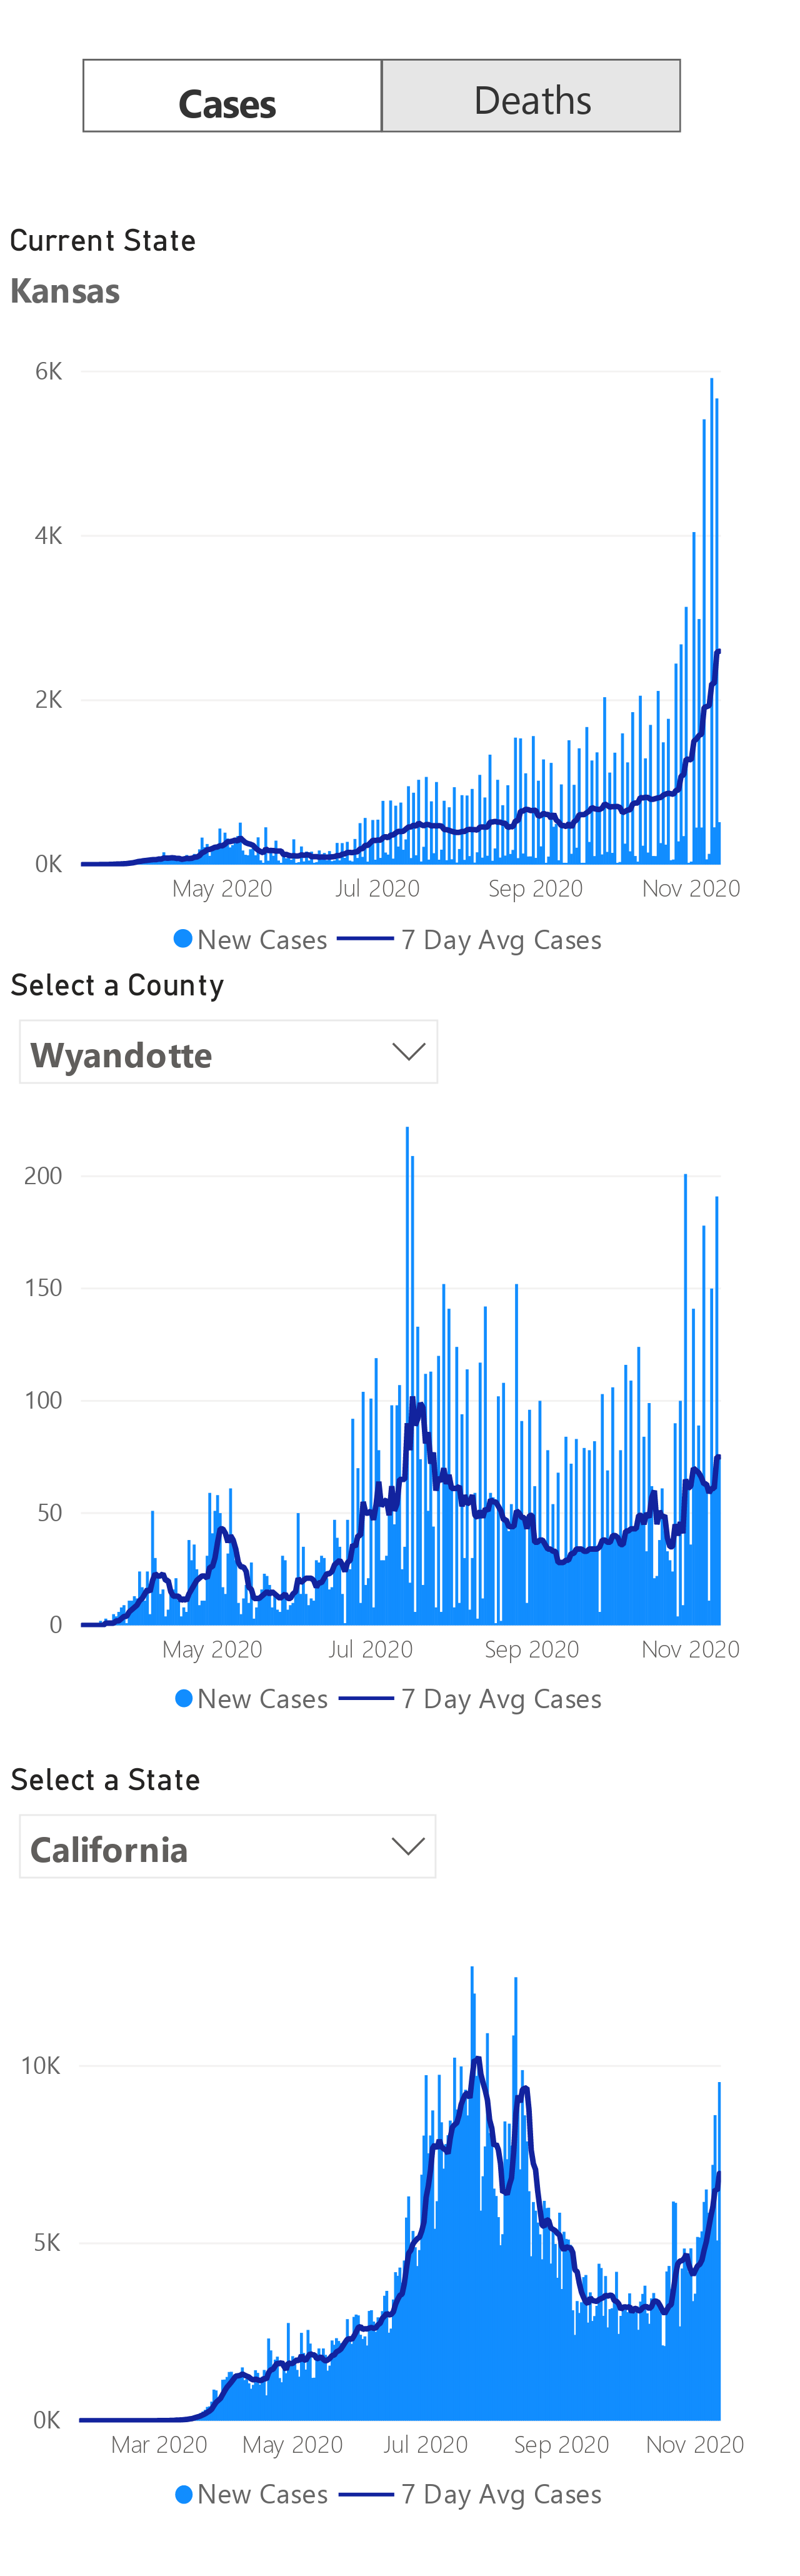 Cases Deaths
Current State
Kansas
6K
4K
2K
0K
May 2020 Jul 2020 Sep 2020 Nov 2020
New Cases 7 Day Avg Cases
Select a County
Wyandotte
200
150
100
50
0
May 2020 Jul 2020 Sep 2020 Nov 2020
New Cases 7 Day Avg Cases
Select a State
California
10K
5K
0K
Mar 2020 May 2020 Jul 2020 Sep 2020 Nov 2020
New Cases 7 Day Avg Cases